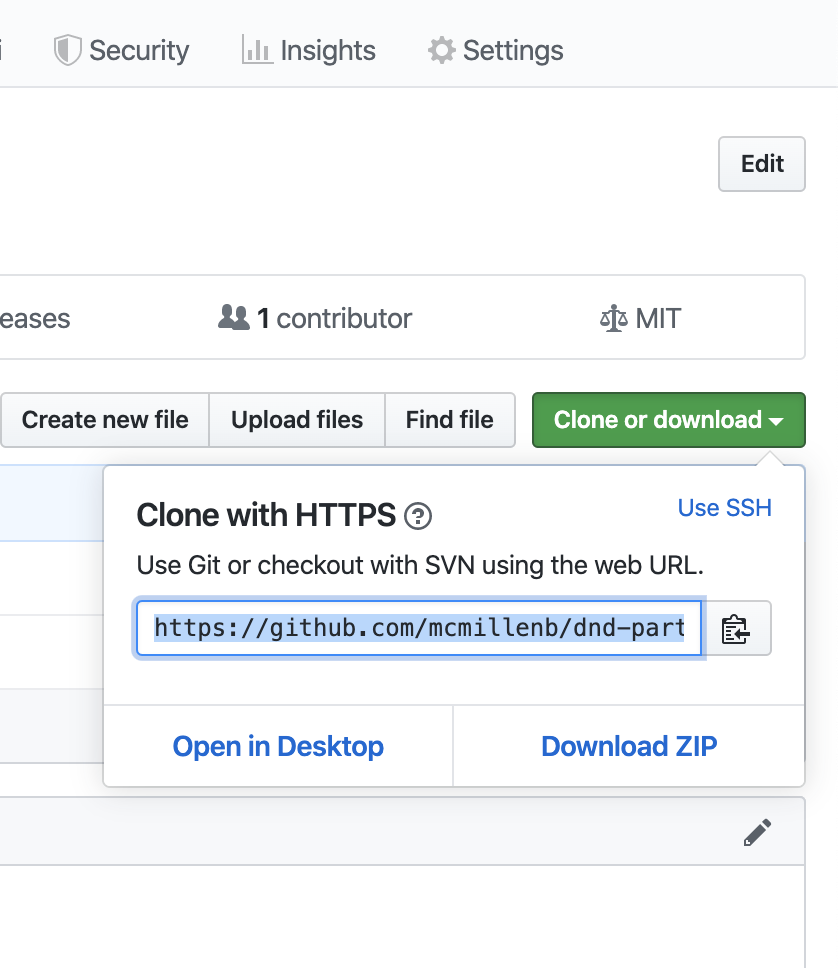 Security Insights Settings
Edit
eases 1 contributor MIT
Create new file Upload files Find file Clone or download
Clone with HTTPS Use SSH
Use Git or checkout with SVN using the web URL.
https://github.com/mcmillenb/dnd-part
Open in Desktop Download ZIP